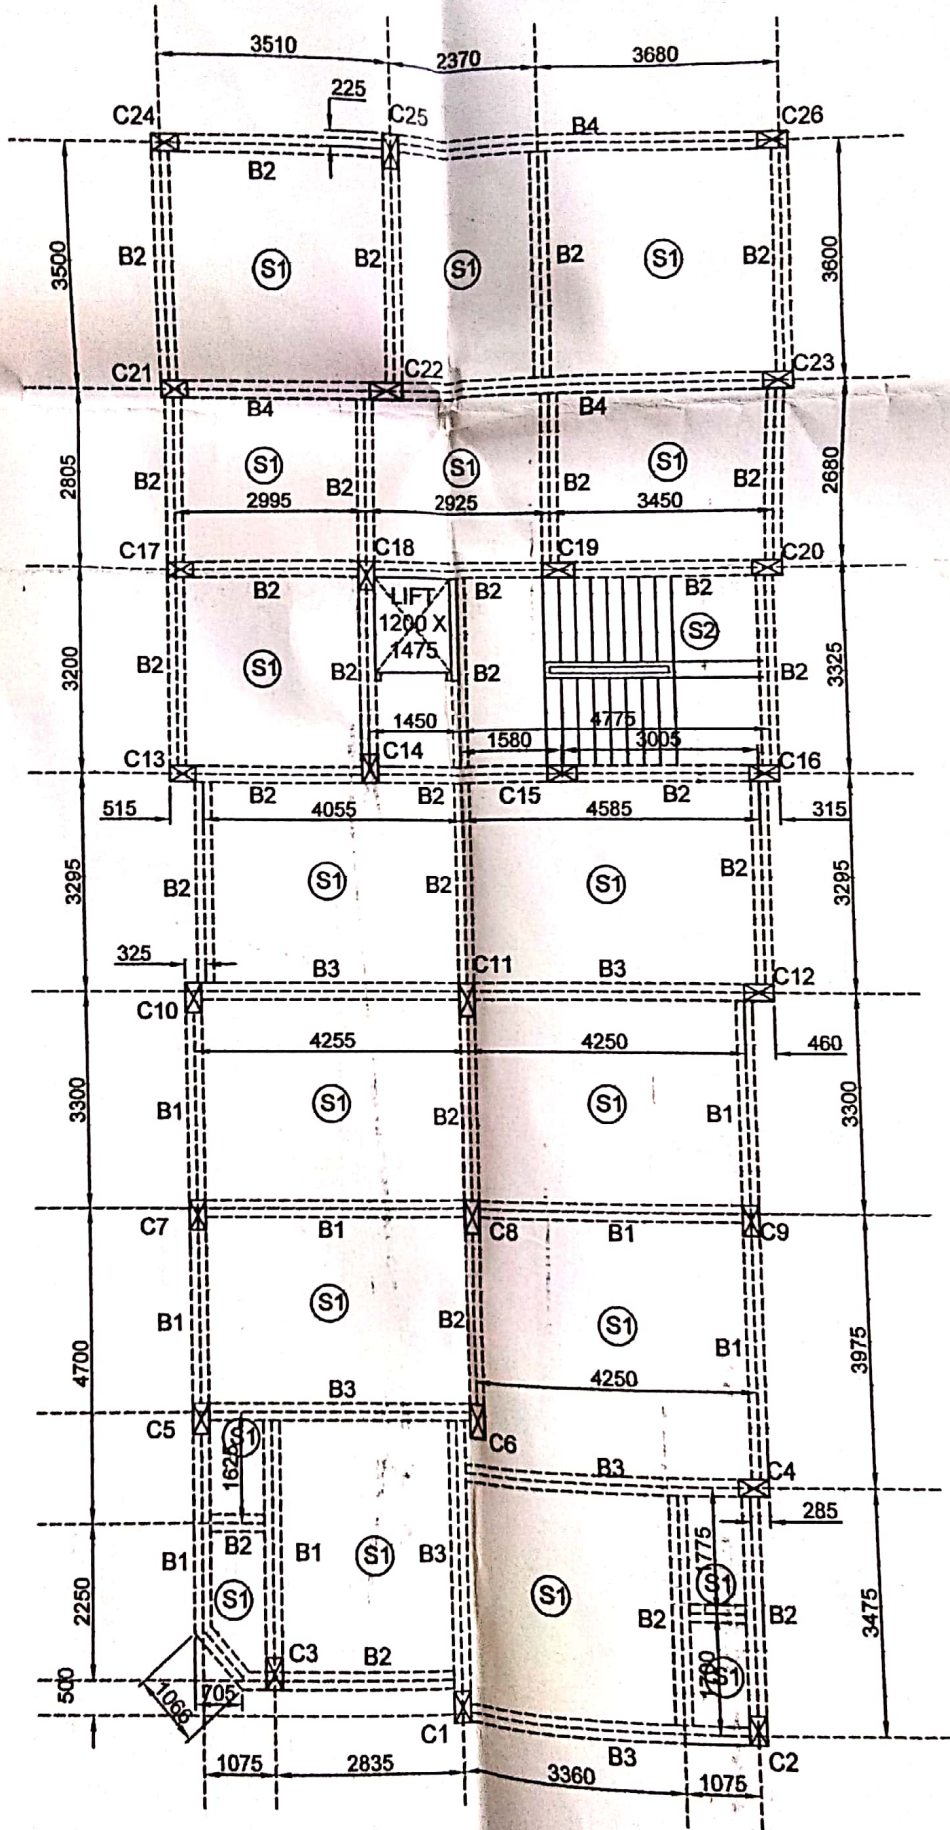 3510
2370
3680
225
C24
C25
C26
B4
B2
3500
B2
S1
B2
S1
B2
S1
B2
3600
C21
C22
C23
B4
B4
2805
B2
S1
B2
S1
B2
S1
B2
2680
2995
2925
3450
C17
C18
C19
C20
B2
B2
B2
LIFT
1200 X
1475
S2
3200
B2
S1
B2
B2
B2
3325
1450
4775
1580
3005
C13
C14
C15
C16
B2
B2
B2
515
4055
4585
315
3295
B2
S1
B2
S1
B2
3295
325
B3
C11
B3
C12
C10
4255
4250
460
3300
B1
S1
B2
S1
B1
3300
C7
B1
C8
B1
C9
4700
B1
S1
B2
S1
B1
3975
4250
B3
C5
C6
S1
1625
B3
C4
285
B2
B1
B1
S1
B3
S1
1775
S1
2250
S1
B2
B2
3475
C3
B2
1700
S1
500
1066
705
C1
B3
C2
1075
2835
3360
1075